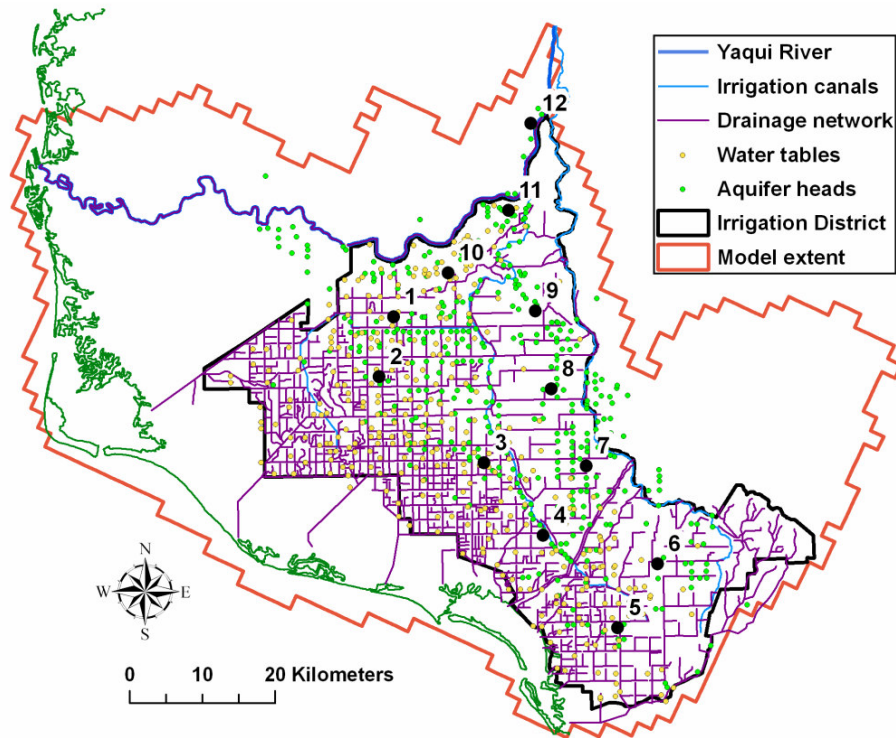 Yaqui River
Irrigation canals
Drainage network
Water tables
Aquifer heads
Irrigation District
Model extent
12
11
10
9
1
2
8
3
7
4
6
5
N
W E
S
0 10 20 Kilometers